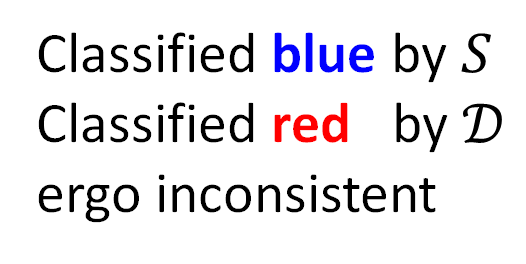 Classified blue by S
Classified red by 𝒟
ergo inconsistent